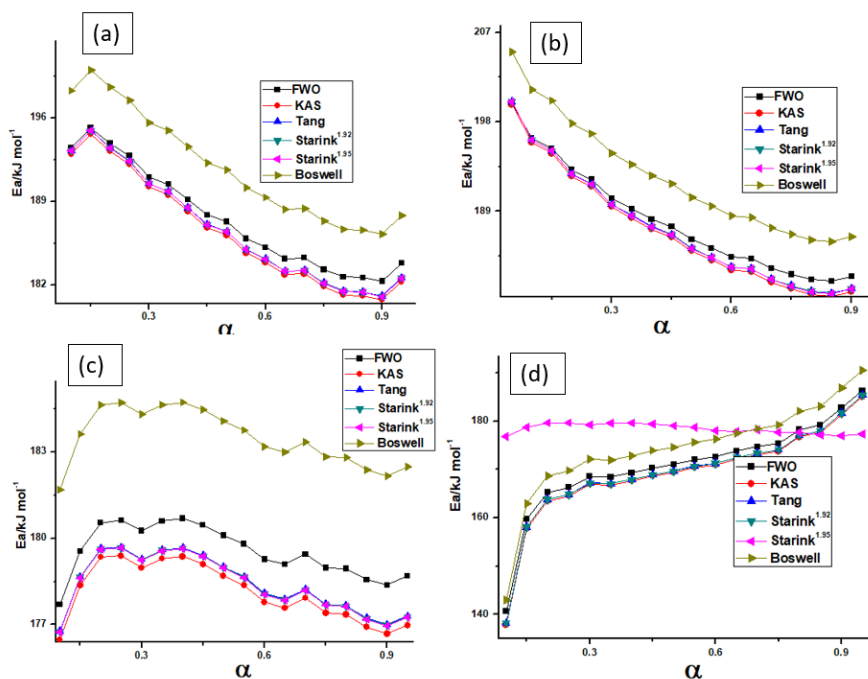 (a)
Ea/kJ mol-1
196
189
182
FWO
KAS
Tang
Starink1.92
Starink1.95
Boswell
0.3
0.6
0.9
α
(b)
Ea/kJ mol-1
207
198
189
FWO
KAS
Tang
Starink1.92
Starink1.95
Boswell
0.3
0.6
0.9
α
(c)
Ea/kJ mol-1
183
180
177
FWO
KAS
Tang
Starink1.92
Starink1.95
Boswell
0.3
0.6
0.9
α
(d)
Ea/kJ mol-1
180
160
140
FWO
KAS
Tang
Starink1.92
Starink1.95
Boswell
0.3
0.6
0.9
α